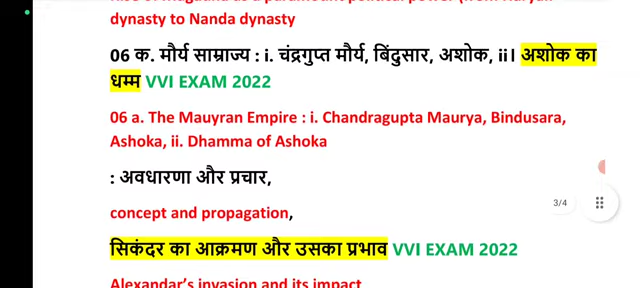 dynasty to Nanda dynasty
06 क. मौर्य साम्राज्य : i. चंद्रगुप्त मौर्य, बिंदुसार, अशोक, ii। अशोक का
धम्म VVI EXAM 2022
06 a. The Mauyran Empire : i. Chandragupta Maurya, Bindusara,
Ashoka, ii. Dhamma of Ashoka
: अवधारणा और प्रचार,
concept and propagation,
3/4
सिकंदर का आक्रमण और उसका प्रभाव VVI EXAM 2022
Alexandar's invasion and its impact